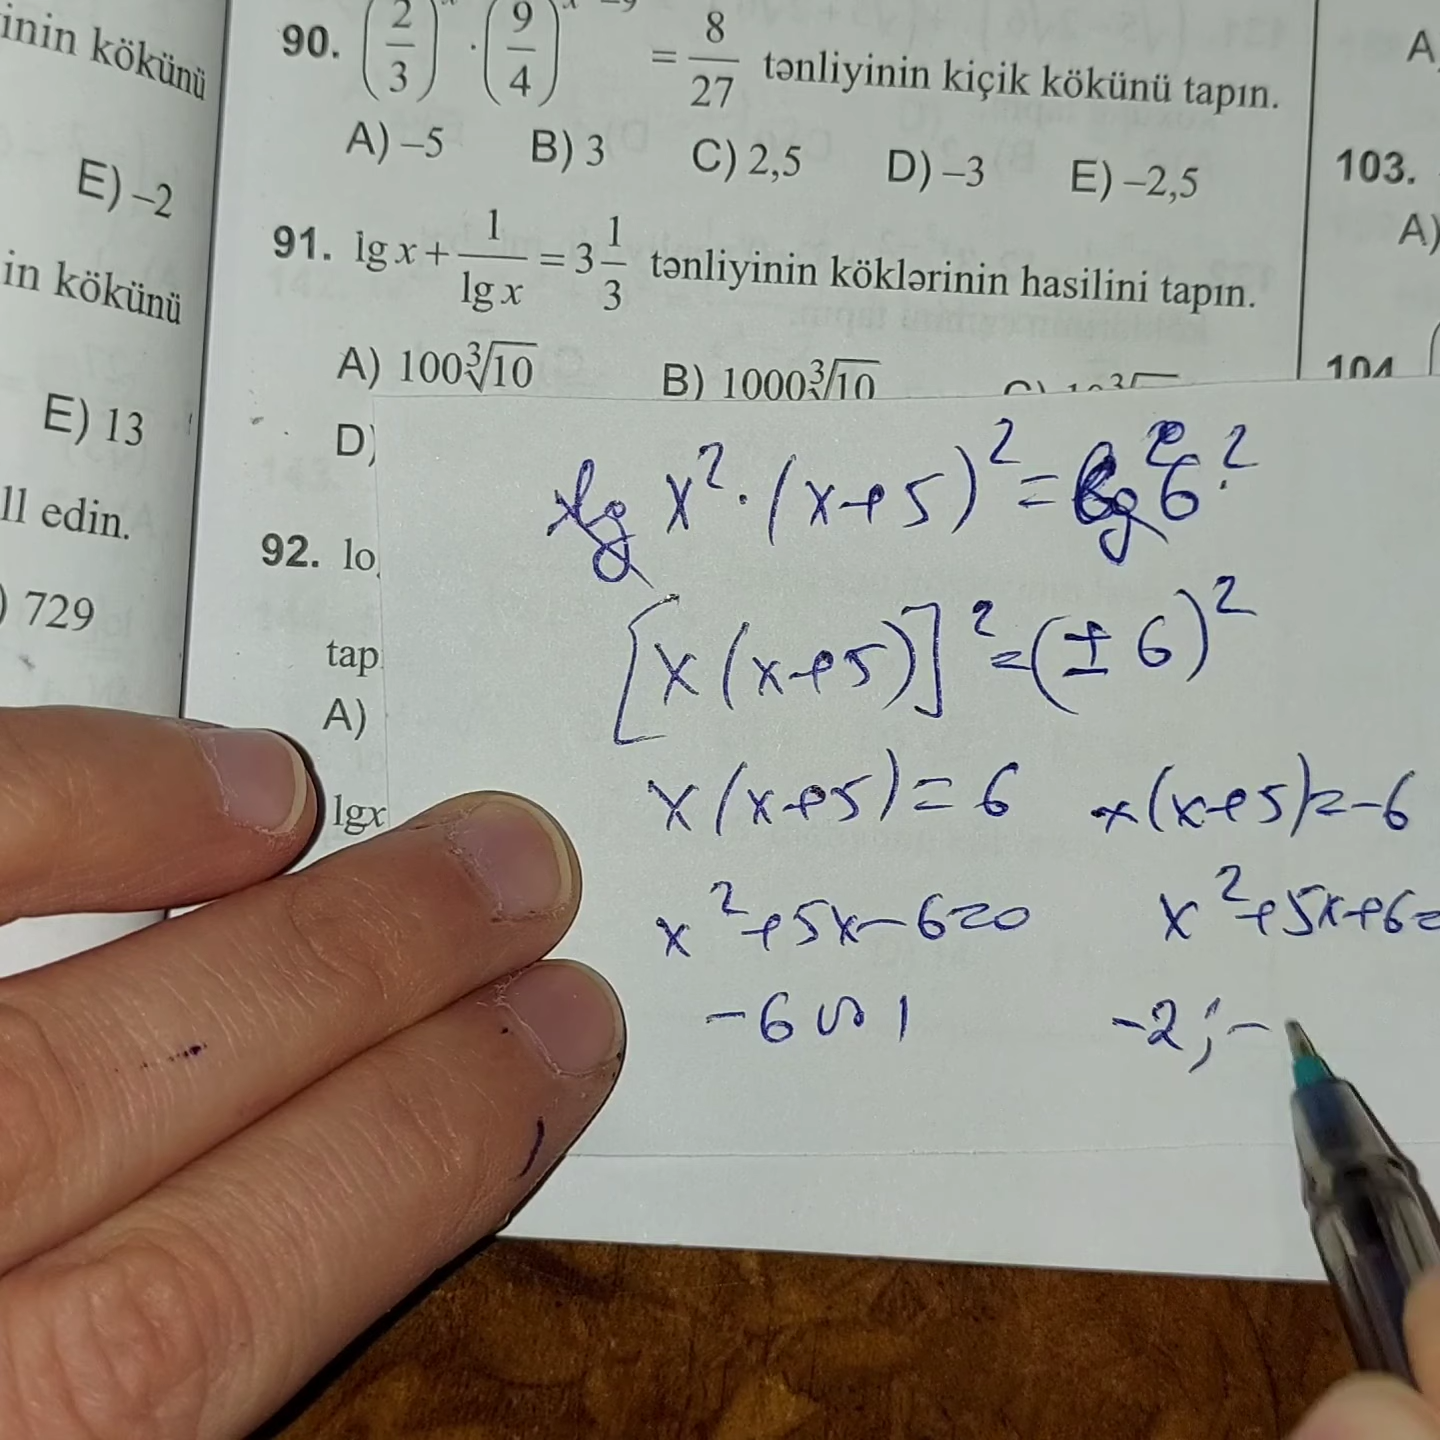 inin kökünü
E) –2
in kökünü
E) 13
ll edin.
) 729
90. (2/3) · (9/4) = 8/27 tənliyinin kiçik kökünü tapın.
A) –5 B) 3 C) 2,5 D) –3 E) –2,5
91. lg x + 1/lg x = 3 1/3 tənliyinin köklərinin hasilini tapın.
A) 100∛10 B) 1000∛10
D)
92. lo
tap
A)
lgx
x²·(x+5)²=6²
[x(x+5)]²=(±6)²
x(x+5)=6 x(x+5)=-6
x²+5x-6=0 x²+5x+6=
-6 və 1 -2;-
A
103.
A)
104